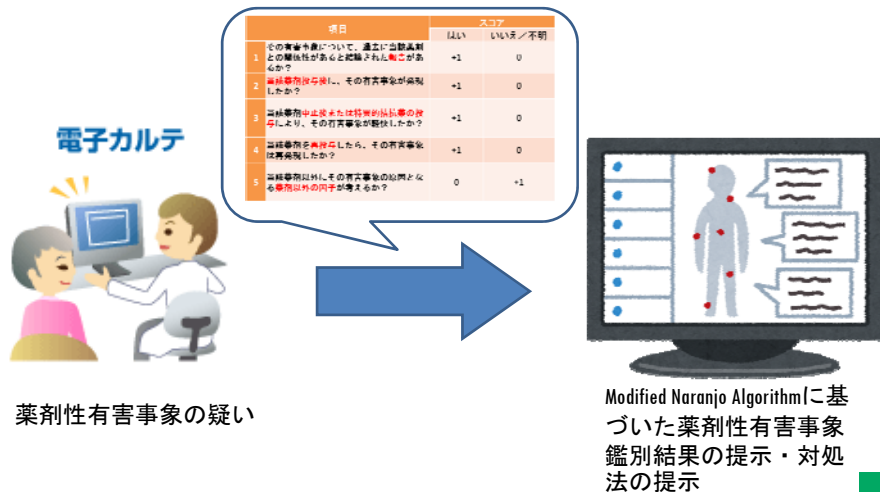 項目
スコア
はい
いいえ／不明
1
その有害事象について、過去に当該薬剤
との関係性があると結論された報告があ
るか？
+1
0
2
当該薬剤投与後に、その有害事象が発現
したか？
+1
0
3
当該薬剤中止後または特異的拮抗薬の投
与により、その有害事象が軽快したか？
+1
0
4
当該薬剤を再投与したら、その有害事象
は再発現したか？
+1
0
5
当該薬剤以外にその有害事象の原因とな
る薬剤以外の因子が考えるか？
0
+1
電子カルテ
薬剤性有害事象の疑い
Modified Naranjo Algorithmに基
づいた薬剤性有害事象
鑑別結果の提示・対処
法の提示